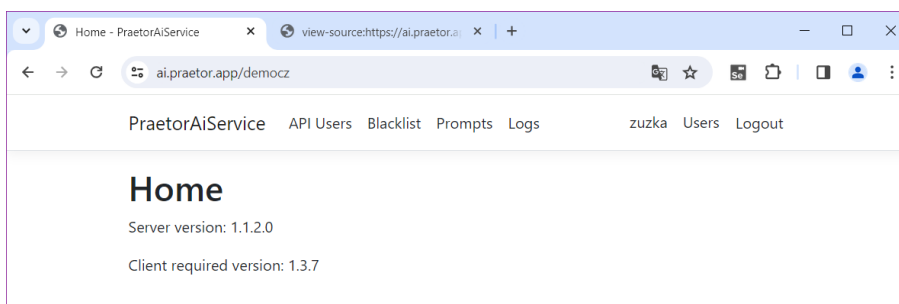 Home - PraetorAiService
view-source:https://ai.praetor.a
ai.praetor.app/democz
Se
PraetorAiService API Users Blacklist Prompts Logs zuzka Users Logout
Home
Server version: 1.1.2.0
Client required version: 1.3.7